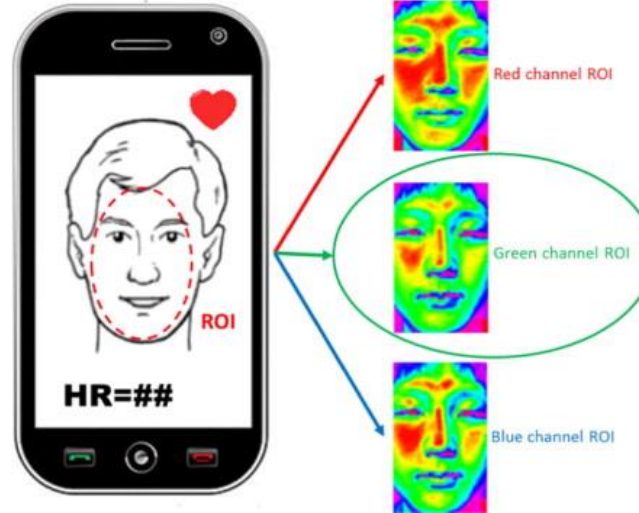 Red channel ROI
Green channel ROI
ROI
HR=##
Blue channel ROI